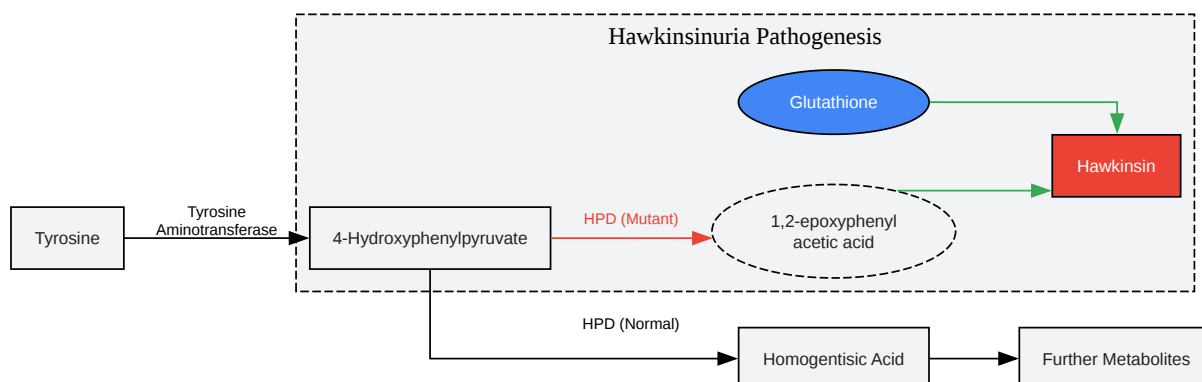 Hawkinsinuria Pathogenesis
Glutathione
Hawkinsin
Tyrosine
Tyrosine
Aminotransferase
4-Hydroxyphenylpyruvate
HPD (Mutant)
1,2-epoxyphenyl
acetic acid
HPD (Normal)
Homogentisic Acid
Further Metabolites